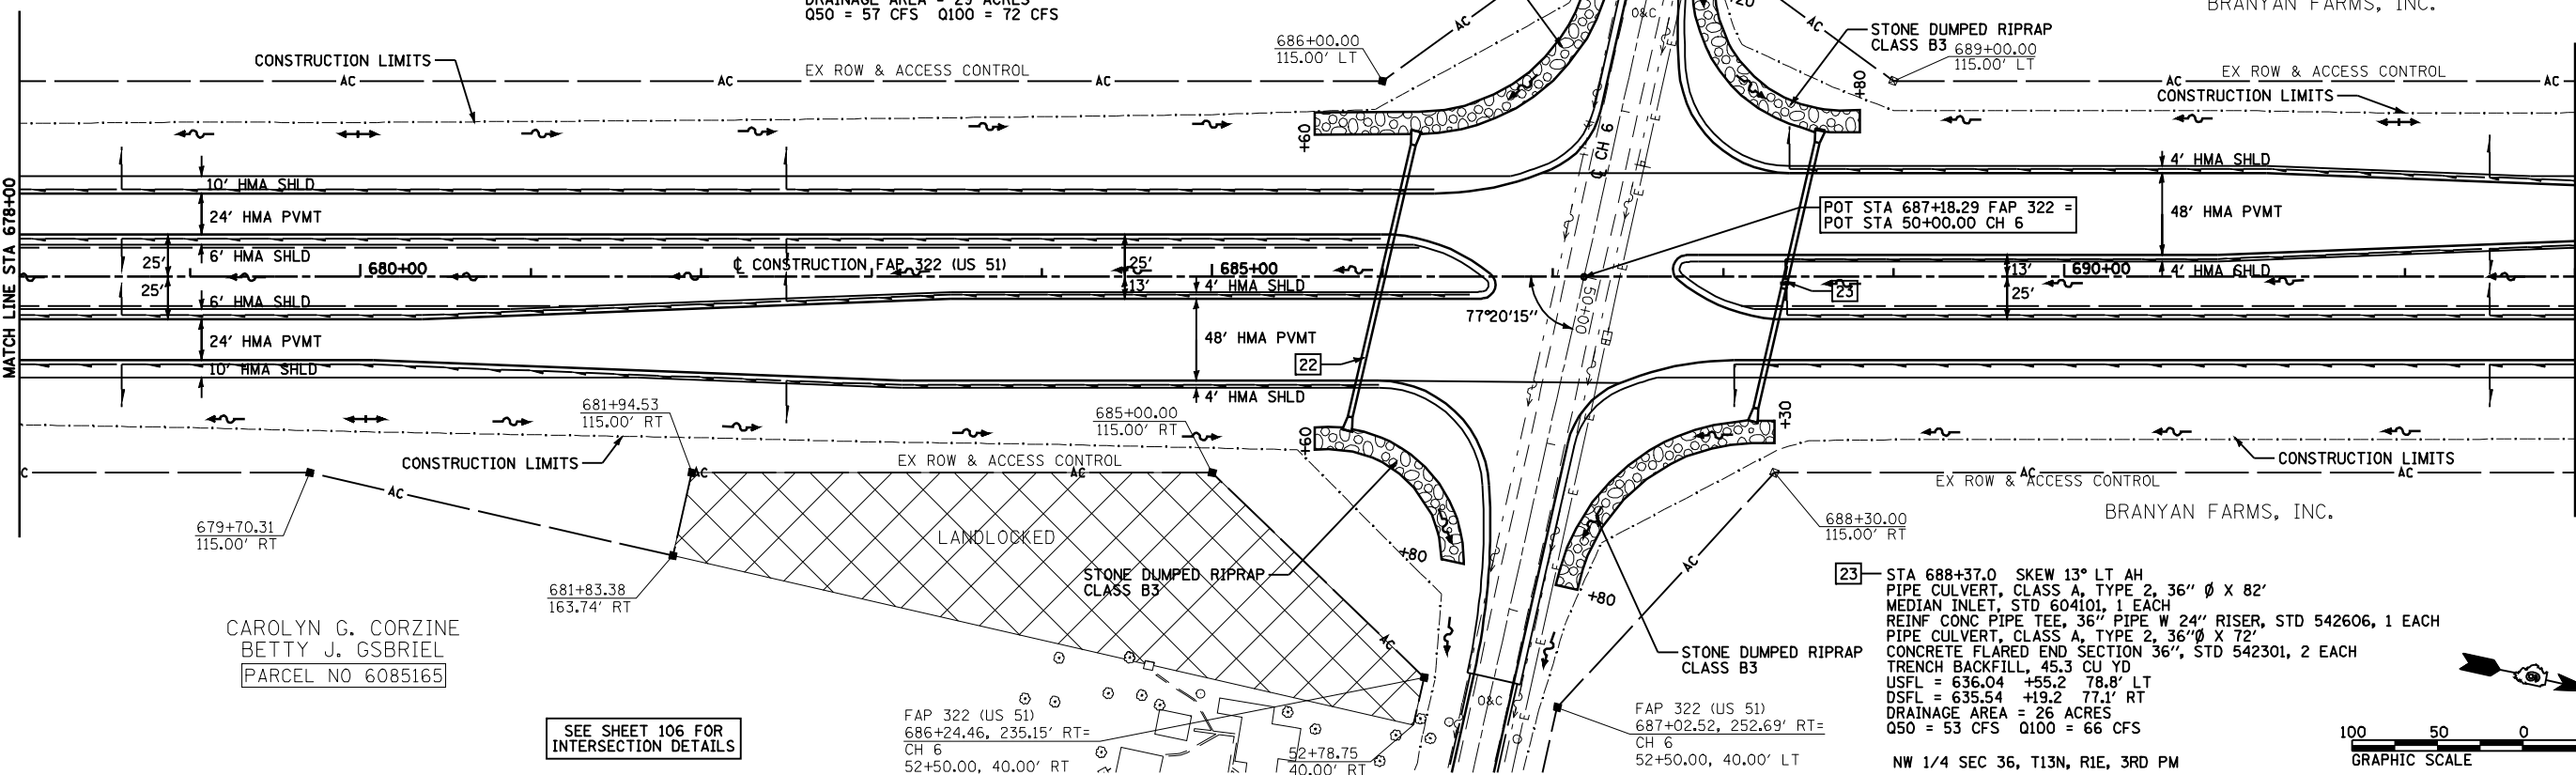 Q50 = 57 CFS Q100 = 72 CFS
BRANYAN FARMS, INC.
O&C
STONE DUMPED RIPRAP
CLASS B3
686+00.00
115.00' LT
689+00.00
115.00' LT
CONSTRUCTION LIMITS
AC
AC
EX ROW & ACCESS CONTROL
AC
AC
AC
AC
EX ROW & ACCESS CONTROL
AC
CONSTRUCTION LIMITS
+60
+80
+20
℄ CH 6
MATCH LINE STA 678+00
10' HMA SHLD
24' HMA PVMT
6' HMA SHLD
25'
680+00
℄ CONSTRUCTION FAP 322 (US 51)
25'
685+00
25'
6' HMA SHLD
13'
4' HMA SHLD
24' HMA PVMT
48' HMA PVMT
10' HMA SHLD
4' HMA SHLD
22
77°20'15"
50+00
POT STA 687+18.29 FAP 322 =
POT STA 50+00.00 CH 6
4' HMA SHLD
48' HMA PVMT
13'
690+00
4' HMA SHLD
23
25'
681+94.53
115.00' RT
685+00.00
115.00' RT
+60
+30
CONSTRUCTION LIMITS
AC
EX ROW & ACCESS CONTROL
AC
CONSTRUCTION LIMITS
EX ROW & ACCESS CONTROL
AC
AC
C
AC
679+70.31
115.00' RT
LANDLOCKED
688+30.00
115.00' RT
BRANYAN FARMS, INC.
681+83.38
163.74' RT
STONE DUMPED RIPRAP
CLASS B3
+80
+80
AC
AC
CAROLYN G. CORZINE
BETTY J. GSBRIEL
PARCEL NO 6085165
STONE DUMPED RIPRAP
CLASS B3
23
STA 688+37.0 SKEW 13° LT AH
PIPE CULVERT, CLASS A, TYPE 2, 36" Ø X 82'
MEDIAN INLET, STD 604101, 1 EACH
REINF CONC PIPE TEE, 36" PIPE W 24" RISER, STD 542606, 1 EACH
PIPE CULVERT, CLASS A, TYPE 2, 36"Ø X 72'
CONCRETE FLARED END SECTION 36", STD 542301, 2 EACH
TRENCH BACKFILL, 45.3 CU YD
USFL = 636.04 +55.2 78.8' LT
DSFL = 635.54 +19.2 77.1' RT
DRAINAGE AREA = 26 ACRES
Q50 = 53 CFS Q100 = 66 CFS
SEE SHEET 106 FOR
INTERSECTION DETAILS
FAP 322 (US 51)
686+24.46, 235.15' RT=
CH 6
52+50.00, 40.00' RT
52+78.75
40.00' RT
O&C
FAP 322 (US 51)
687+02.52, 252.69' RT=
CH 6
52+50.00, 40.00' LT
NW 1/4 SEC 36, T13N, R1E, 3RD PM
100 50 0
GRAPHIC SCALE